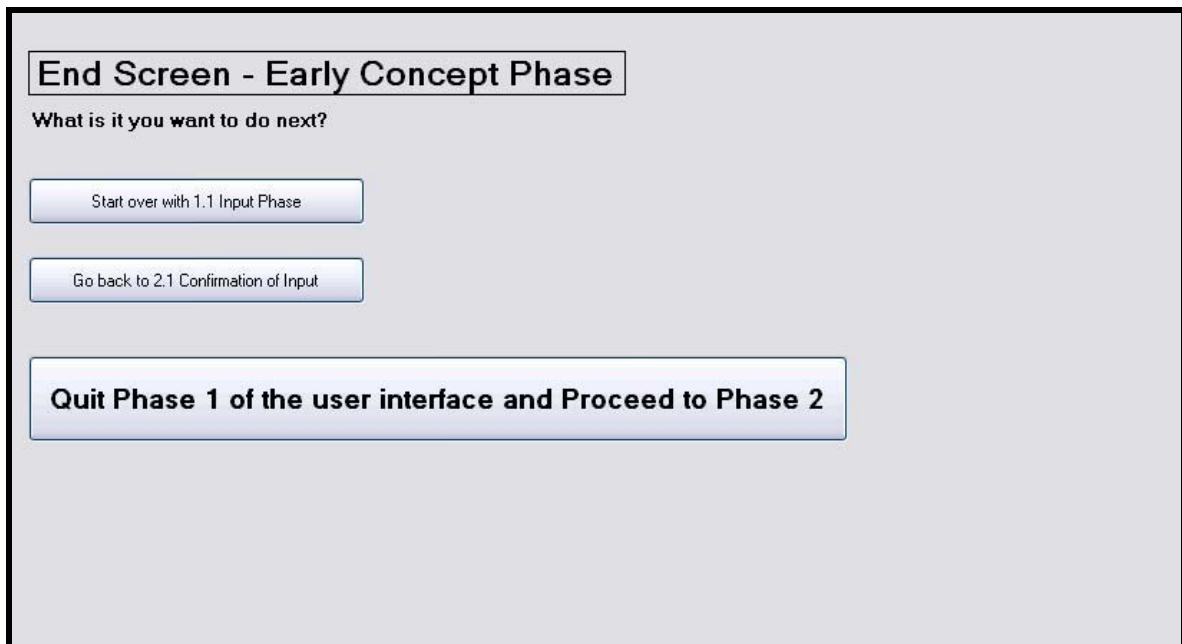 End Screen - Early Concept Phase
What is it you want to do next?
Start over with 1.1 Input Phase
Go back to 2.1 Confirmation of Input
Quit Phase 1 of the user interface and Proceed to Phase 2